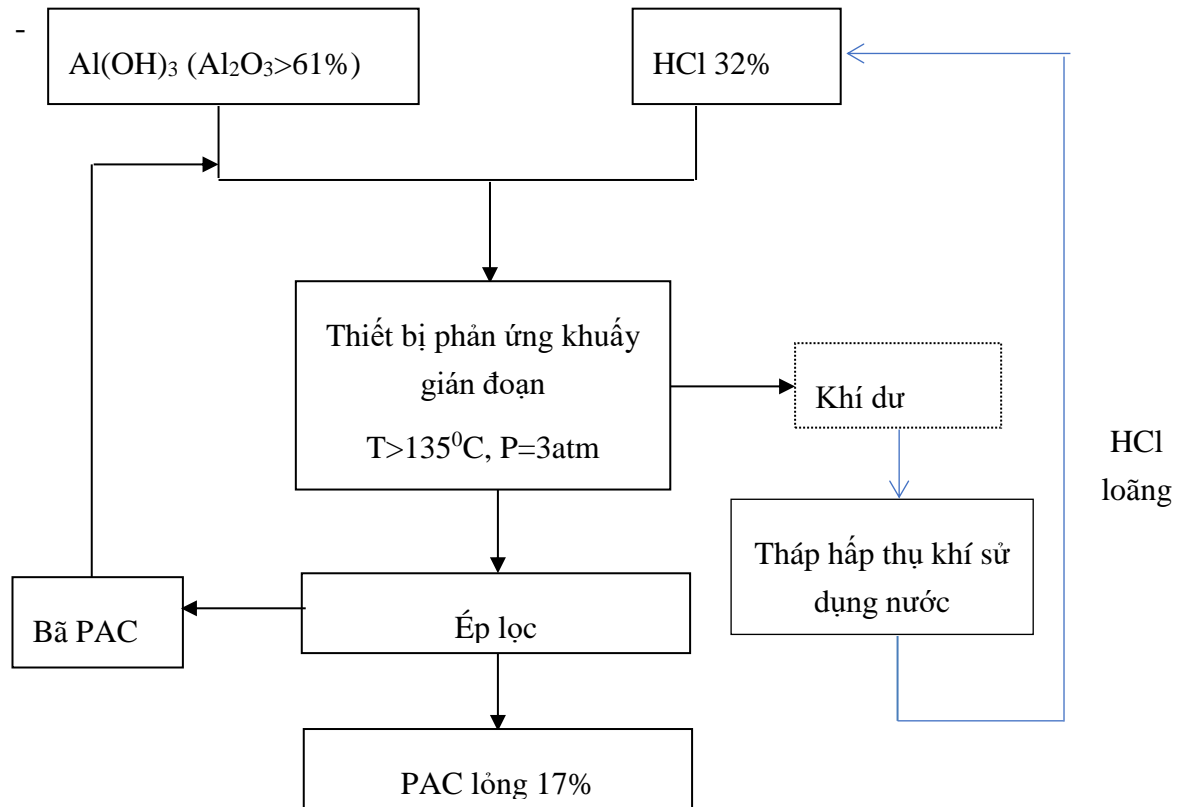 -
Al(OH)₃ (Al₂O₃>61%)
HCl 32%
Thiết bị phản ứng khuấy
gián đoạn
T>135⁰C, P=3atm
Khí dư
HCl
loãng
Tháp hấp thụ khí sử
dụng nước
Bã PAC
Ép lọc
PAC lỏng 17%